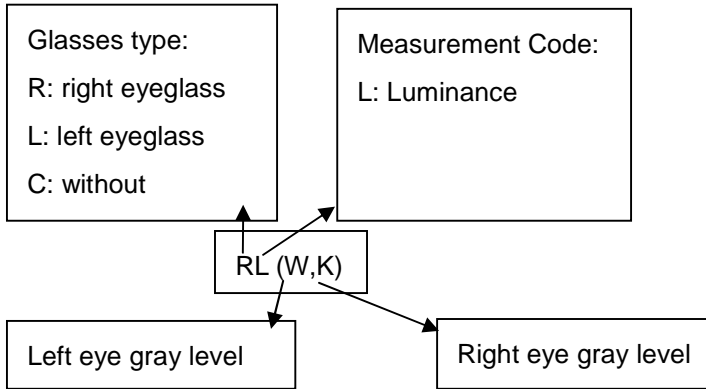 Glasses type:
R: right eyeglass
L: left eyeglass
C: without
Measurement Code:
L: Luminance
RL (W,K)
Left eye gray level
Right eye gray level